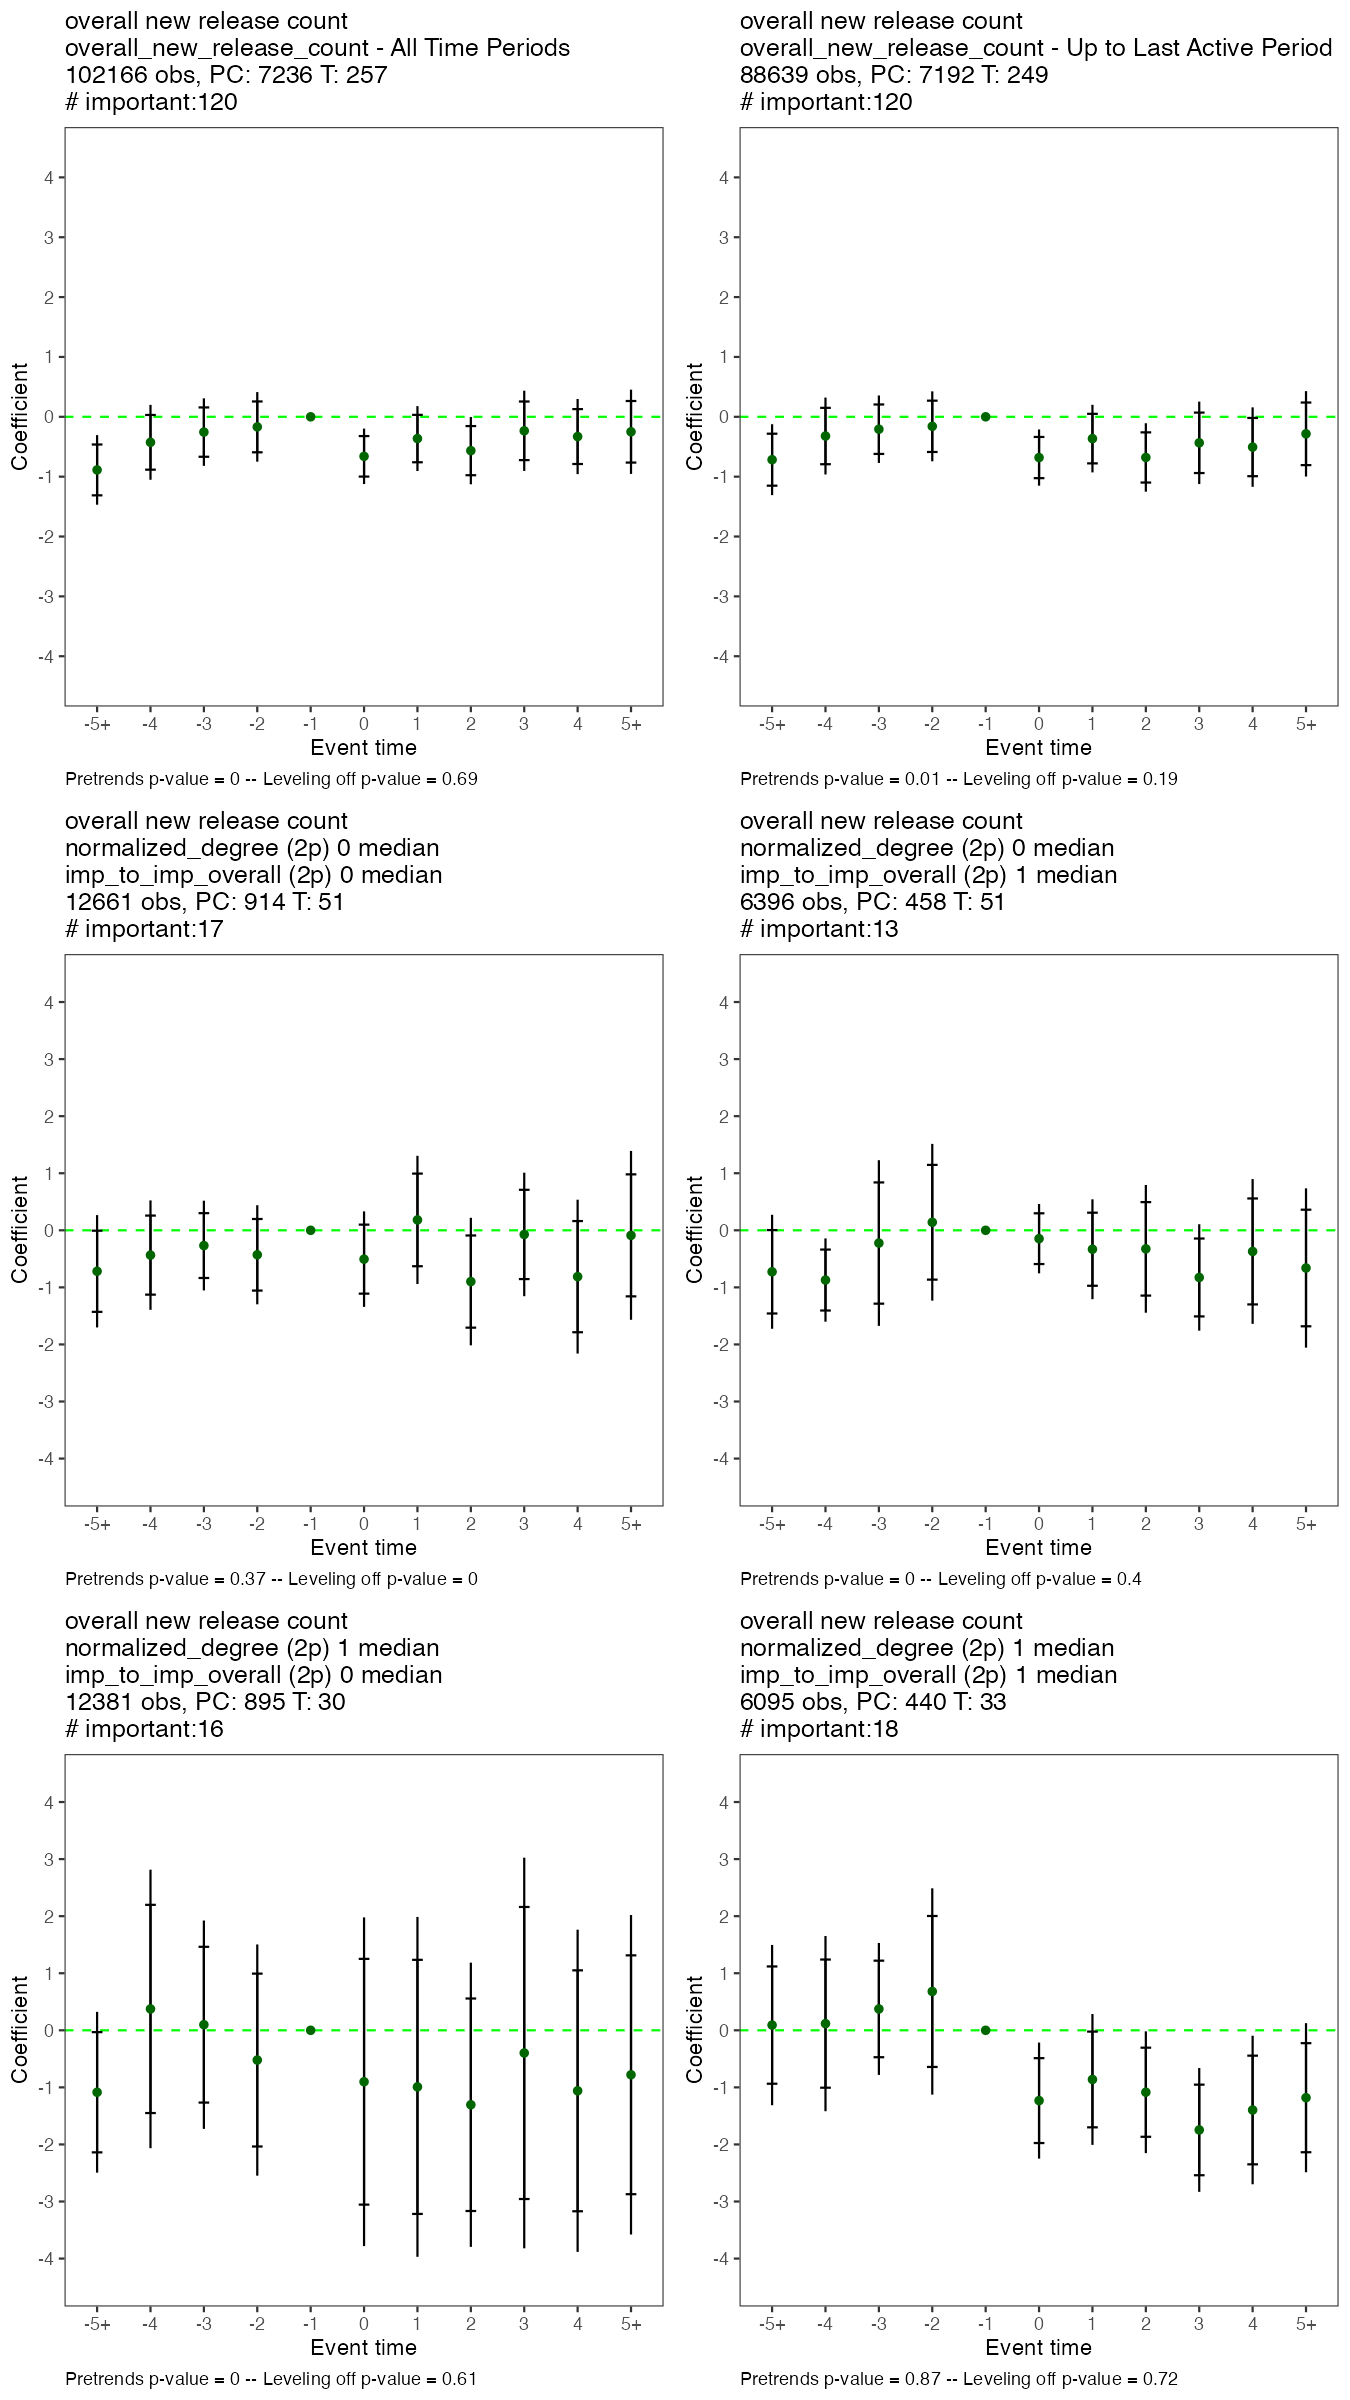 overall new release count
overall_new_release_count - All Time Periods
102166 obs, PC: 7236 T: 257
# important:120
4
3
2
1
0
-1
-2
-3
-4
Coefficient
-5+ -4 -3 -2 -1 0 1 2 3 4 5+
Event time
Pretrends p-value = 0 -- Leveling off p-value = 0.69
overall new release count
overall_new_release_count - Up to Last Active Period
88639 obs, PC: 7192 T: 249
# important:120
4
3
2
1
0
-1
-2
-3
-4
Coefficient
-5+ -4 -3 -2 -1 0 1 2 3 4 5+
Event time
Pretrends p-value = 0.01 -- Leveling off p-value = 0.19
overall new release count
normalized_degree (2p) 0 median
imp_to_imp_overall (2p) 0 median
12661 obs, PC: 914 T: 51
# important:17
4
3
2
1
0
-1
-2
-3
-4
Coefficient
-5+ -4 -3 -2 -1 0 1 2 3 4 5+
Event time
Pretrends p-value = 0.37 -- Leveling off p-value = 0
overall new release count
normalized_degree (2p) 0 median
imp_to_imp_overall (2p) 1 median
6396 obs, PC: 458 T: 51
# important:13
4
3
2
1
0
-1
-2
-3
-4
Coefficient
-5+ -4 -3 -2 -1 0 1 2 3 4 5+
Event time
Pretrends p-value = 0 -- Leveling off p-value = 0.4
overall new release count
normalized_degree (2p) 1 median
imp_to_imp_overall (2p) 0 median
12381 obs, PC: 895 T: 30
# important:16
4
3
2
1
0
-1
-2
-3
-4
Coefficient
-5+ -4 -3 -2 -1 0 1 2 3 4 5+
Event time
Pretrends p-value = 0 -- Leveling off p-value = 0.61
overall new release count
normalized_degree (2p) 1 median
imp_to_imp_overall (2p) 1 median
6095 obs, PC: 440 T: 33
# important:18
4
3
2
1
0
-1
-2
-3
-4
Coefficient
-5+ -4 -3 -2 -1 0 1 2 3 4 5+
Event time
Pretrends p-value = 0.87 -- Leveling off p-value = 0.72